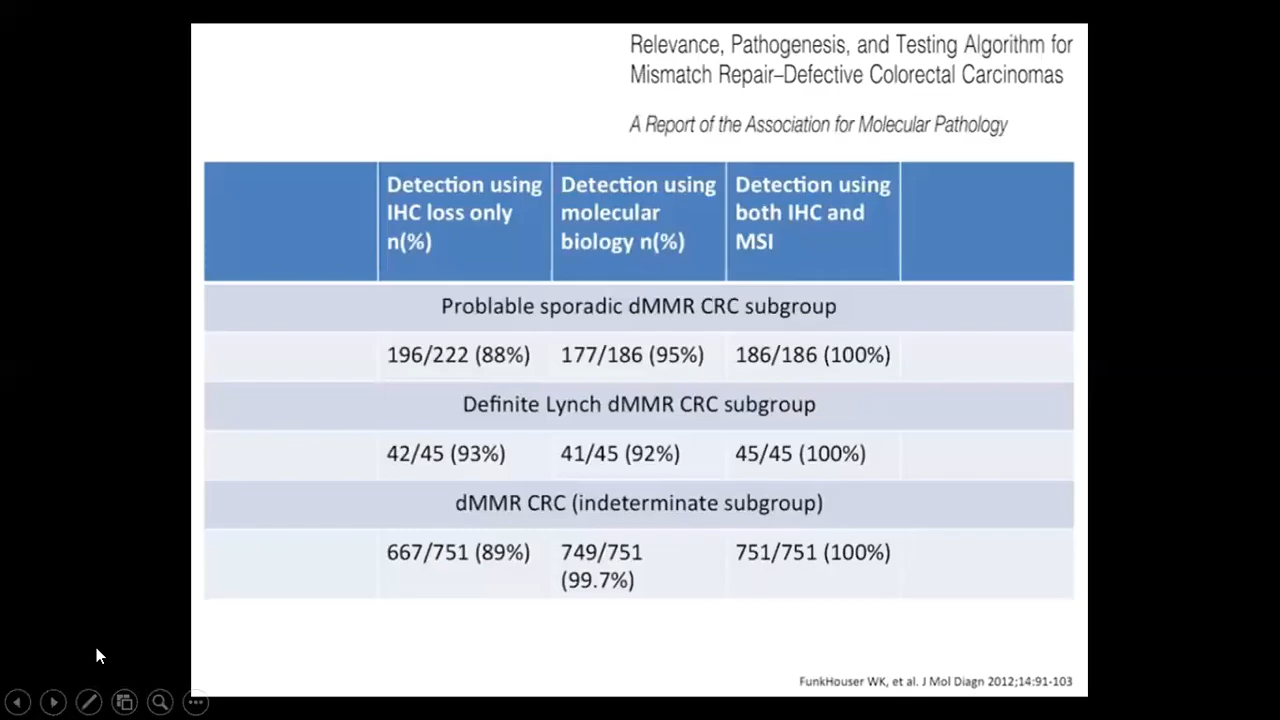 Relevance, Pathogenesis, and Testing Algorithm for
Mismatch Repair–Defective Colorectal Carcinomas
A Report of the Association for Molecular Pathology
Detection using IHC loss only n(%)
Detection using molecular biology n(%)
Detection using both IHC and MSI
Problable sporadic dMMR CRC subgroup
196/222 (88%) 177/186 (95%) 186/186 (100%)
Definite Lynch dMMR CRC subgroup
42/45 (93%) 41/45 (92%) 45/45 (100%)
dMMR CRC (indeterminate subgroup)
667/751 (89%) 749/751 (99.7%) 751/751 (100%)
FunkHouser WK, et al. J Mol Diagn 2012;14:91-103